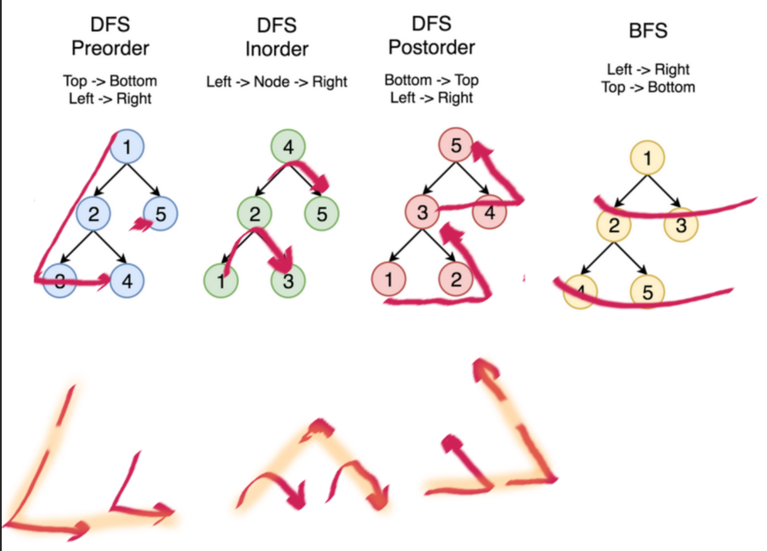 DFS
Preorder
Top -> Bottom
Left -> Right
1
2
5
3
4
DFS
Inorder
Left -> Node -> Right
4
2
5
1
3
DFS
Postorder
Bottom -> Top
Left -> Right
5
3
4
1
2
BFS
Left -> Right
Top -> Bottom
1
2
3
4
5